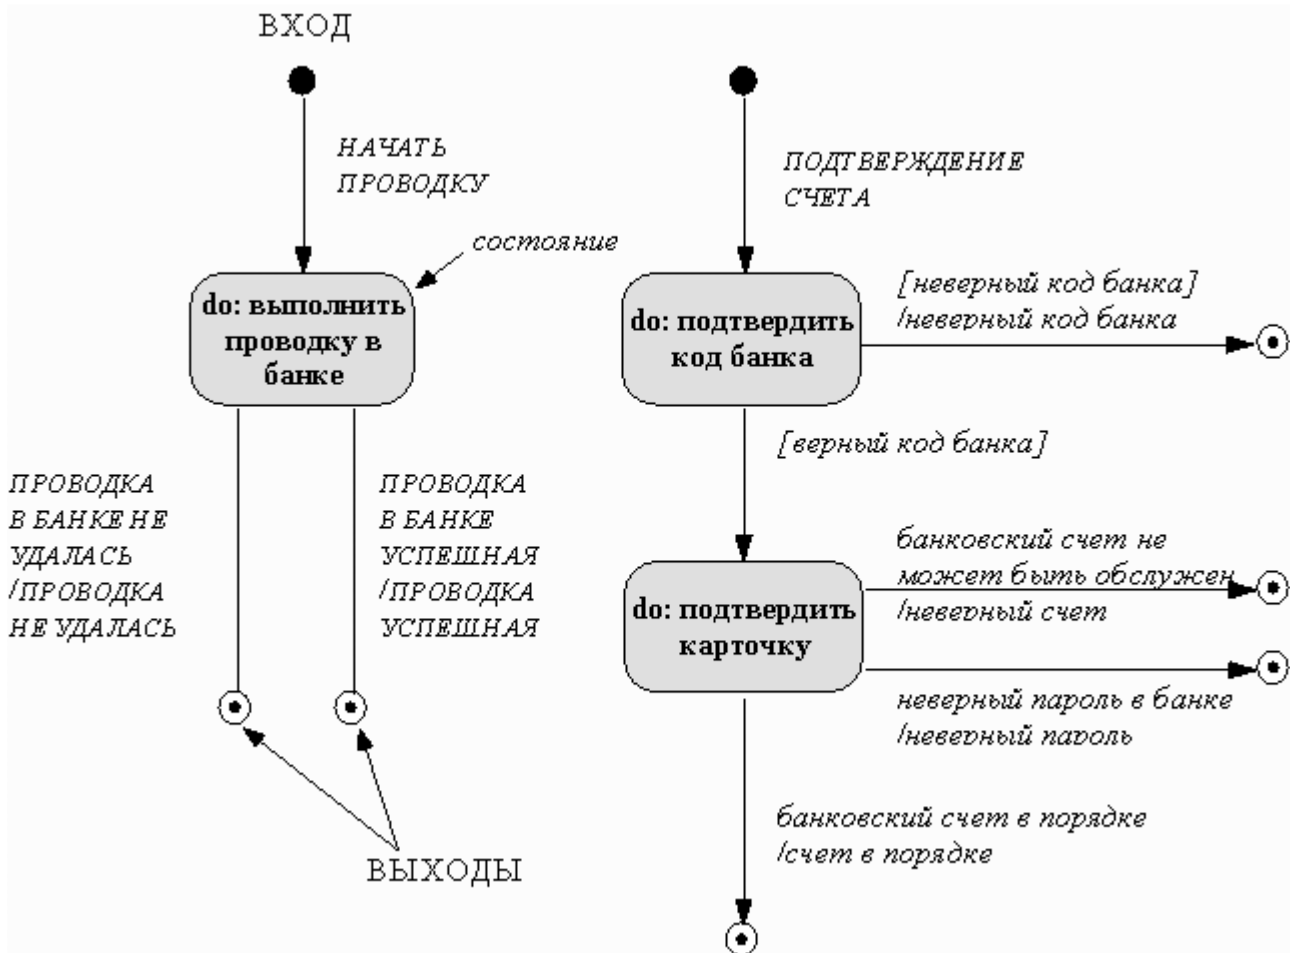 ВХОД
НАЧАТЬ
ПРОВОДКУ
состояние
do: выполнить
проводку в
банке
ПРОВОДКА
В БАНКЕ НЕ
УДАЛАСЬ
/ПРОВОДКА
НЕ УДАЛАСЬ
ПРОВОДКА
В БАНКЕ
УСПЕШНАЯ
/ПРОВОДКА
УСПЕШНАЯ
ВЫХОДЫ
ПОДТВЕРЖДЕНИЕ
СЧЕТА
do: подтвердить
код банка
[неверный код банка]
/неверный код банка
[верный код банка]
do: подтвердить
карточку
банковский счет не
может быть обслужен
/неверный счет
неверный пароль в банке
/неверный пароль
банковский счет в порядке
/счет в порядке